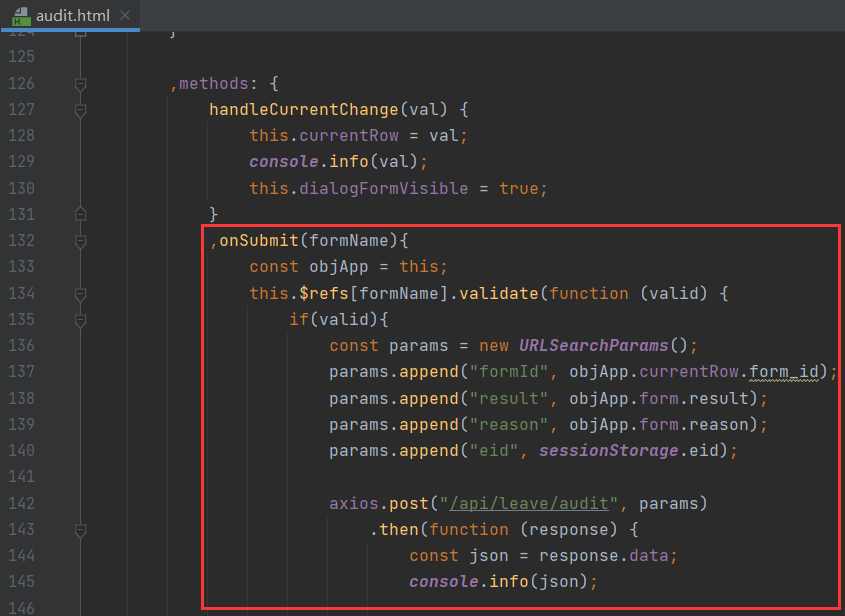 audit.html
124 }
125
126 ,methods: {
127 handleCurrentChange(val) {
128 this.currentRow = val;
129 console.info(val);
130 this.dialogFormVisible = true;
131 }
132 ,onSubmit(formName){
133 const objApp = this;
134 this.$refs[formName].validate(function (valid) {
135 if(valid){
136 const params = new URLSearchParams();
137 params.append("formId", objApp.currentRow.form_id);
138 params.append("result", objApp.form.result);
139 params.append("reason", objApp.form.reason);
140 params.append("eid", sessionStorage.eid);
141
142 axios.post("/api/leave/audit", params)
143 .then(function (response) {
144 const json = response.data;
145 console.info(json);
146